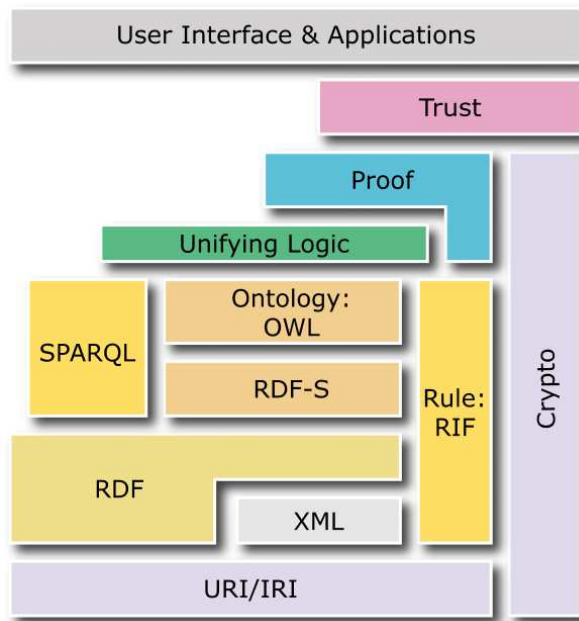 User Interface & Applications
Trust
Proof
Unifying Logic
Ontology:
OWL
SPARQL
RDF-S
Rule:
RIF
Crypto
RDF
XML
URI/IRI